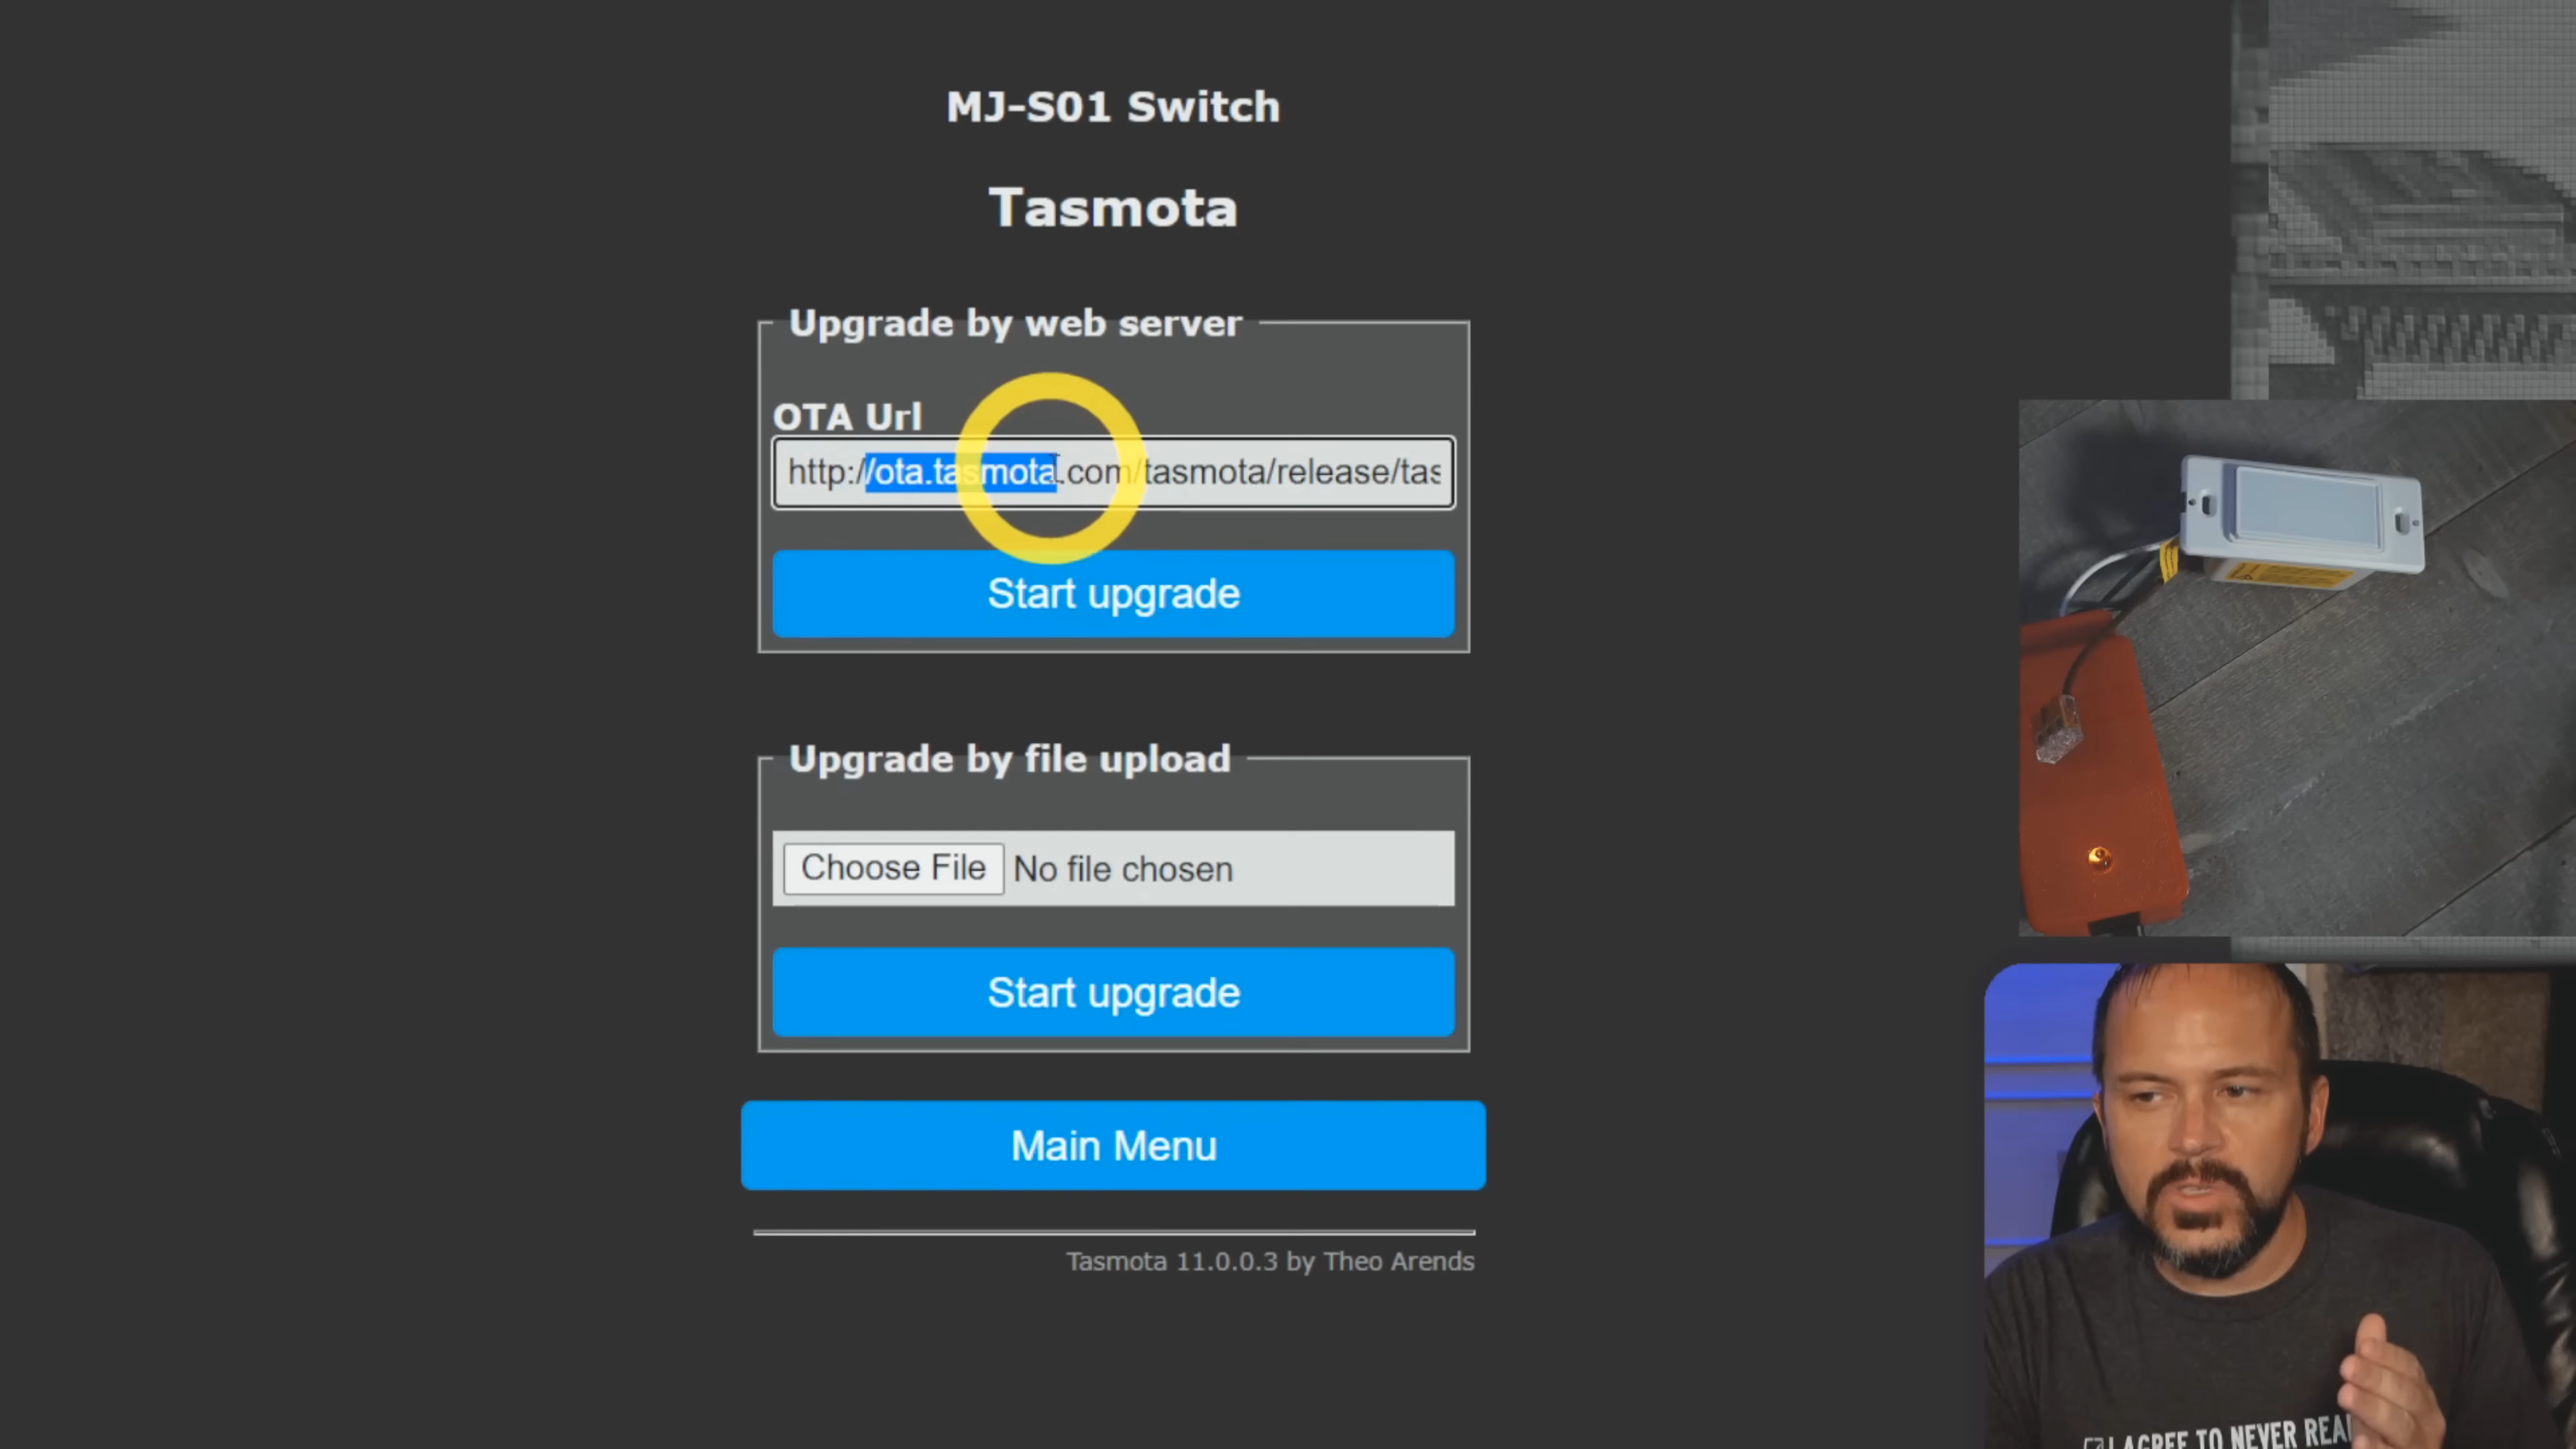 MJ-S01 Switch
Tasmota
Upgrade by web server
OTA Url
http://ota.tasmota.com/tasmota/release/tas
Start upgrade
Upgrade by file upload
Choose File No file chosen
Start upgrade
Main Menu
Tasmota 11.0.0.3 by Theo Arends
I AGREE TO NEVER